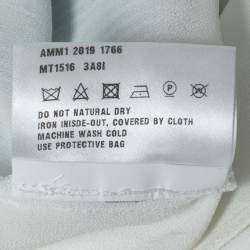 AMM1 2019 1766
MT1516 3A8I
DO NOT NATURAL DRY
IRON INISDE-OUT, COVERED BY CLOTH
MACHINE WASH COLD
USE PROTECTIVE BAG